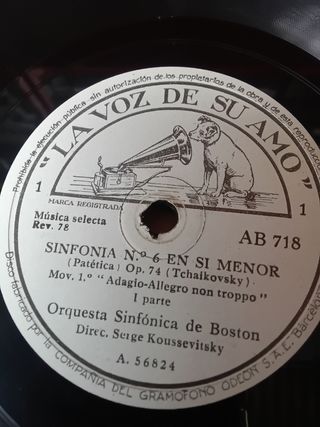 Prohibida la ejecución pública sin autorización de los propietarios de la obra y de este
"LA VOZ DE SU AMO"
MARCA REGISTRADA
1
1
Música selecta
Rev. 78
AB 718
SINFONIA N.º 6 EN SI MENOR
(Patética) Op. 74 (Tchaikovsky)
Mov. 1.º "Adagio-Allegro non troppo"
I parte
Orquesta Sinfónica de Boston
Direc. Serge Koussevitsky
A. 56824
Disco fabricado por la COMPAÑIA DEL GRAMOFONO ODEON S.A.E. Barcelona